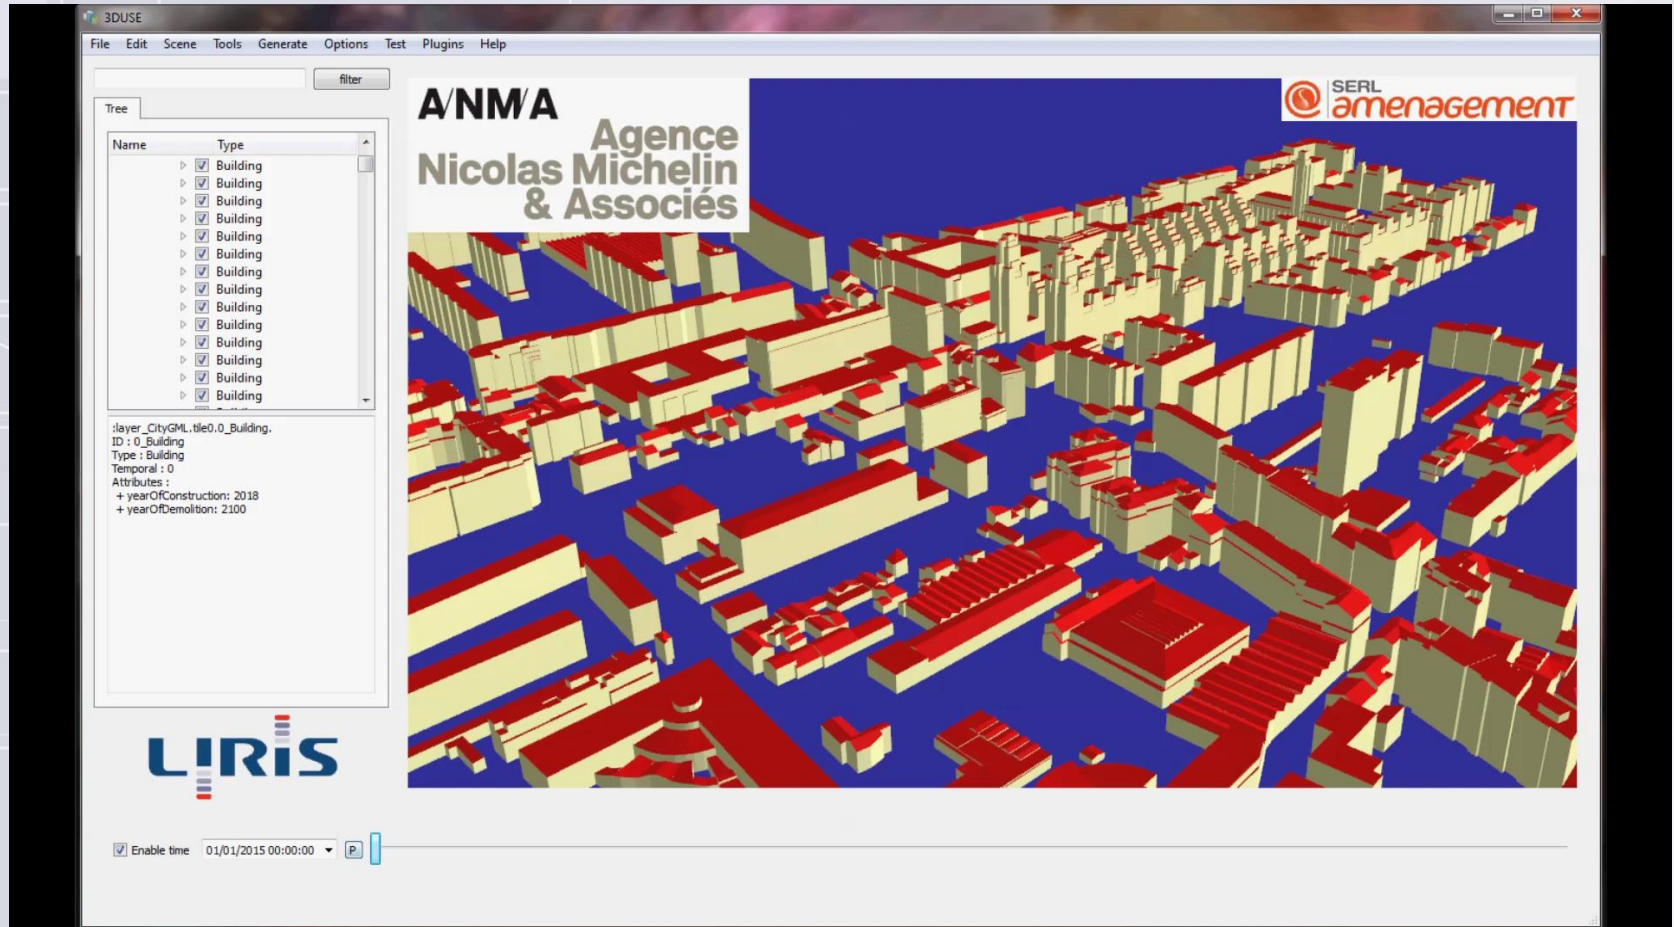 3DUSE
File Edit Scene Tools Generate Options Test Plugins Help
filter
Tree
Name Type
Building
Building
Building
Building
Building
Building
Building
Building
Building
Building
Building
Building
Building
Building
:layer_CityGML.tile0.0_Building.
ID : 0_Building
Type : Building
Temporal : 0
Attributes :
+ yearOfConstruction: 2018
+ yearOfDemolition: 2100
LIRIS
Enable time 01/01/2015 00:00:00 P
A/NM/A
Agence
Nicolas Michelin
& Associés
SERL
amenagement